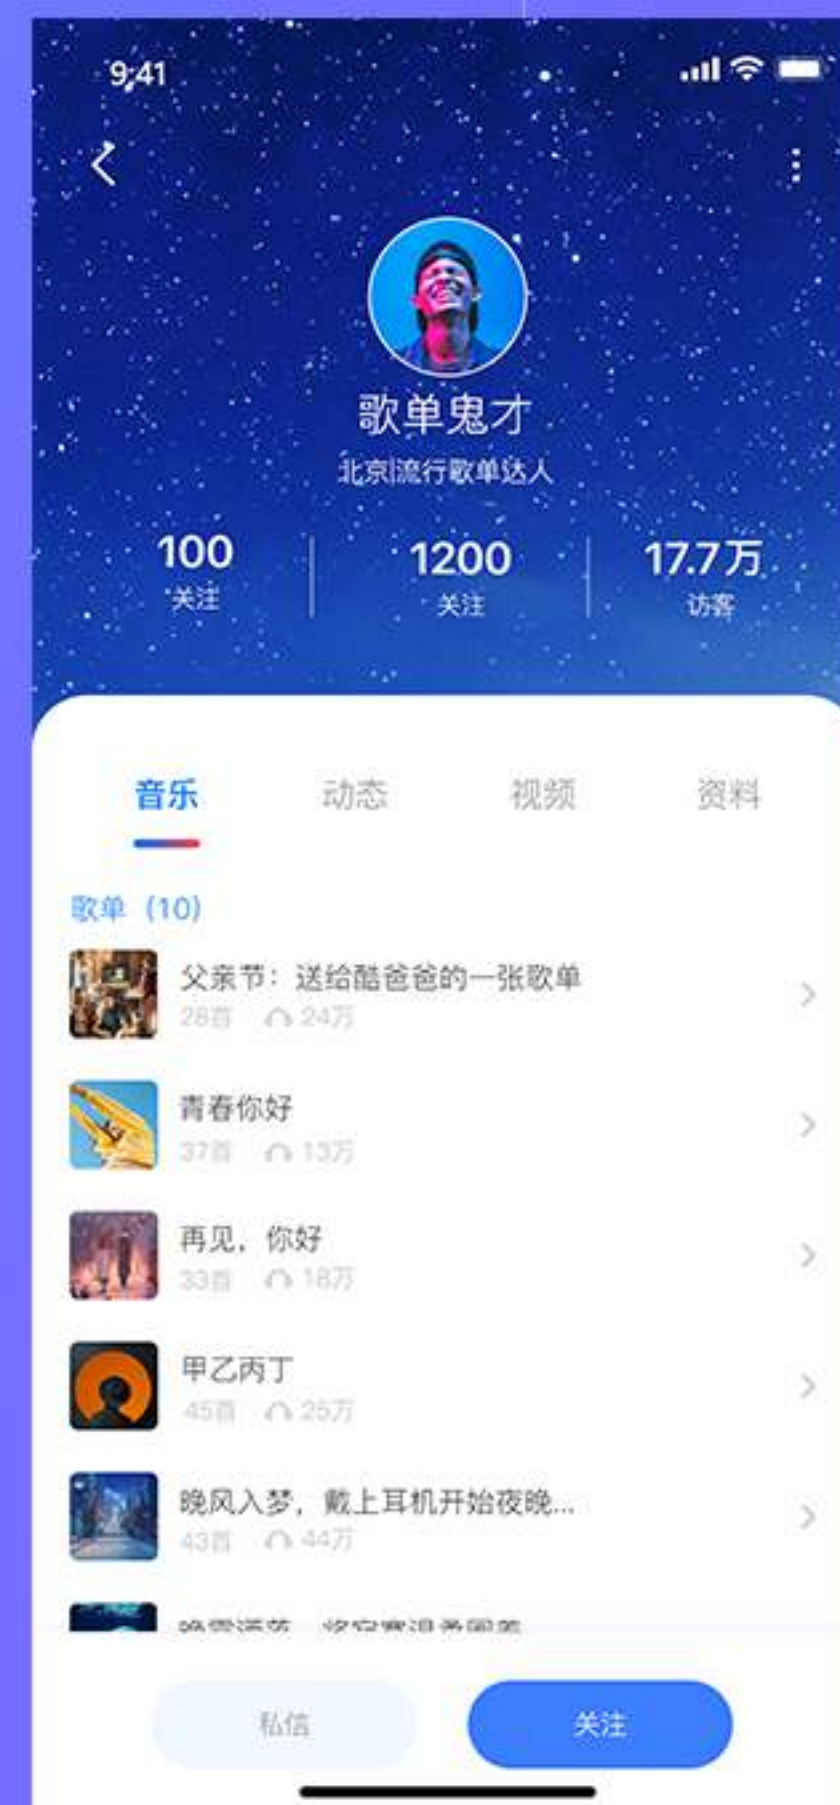 9:41
歌单鬼才
北京|流行歌单达人
100 1200 17.7万
关注 关注 访客
音乐 动态 视频 资料
歌单（10）
父亲节：送给酷爸爸的一张歌单
28首 24万
青春你好
37首 13万
再见，你好
33首 18万
甲乙丙丁
45首 25万
晚风入梦，戴上耳机开始夜晚...
43首 44万
私信 关注